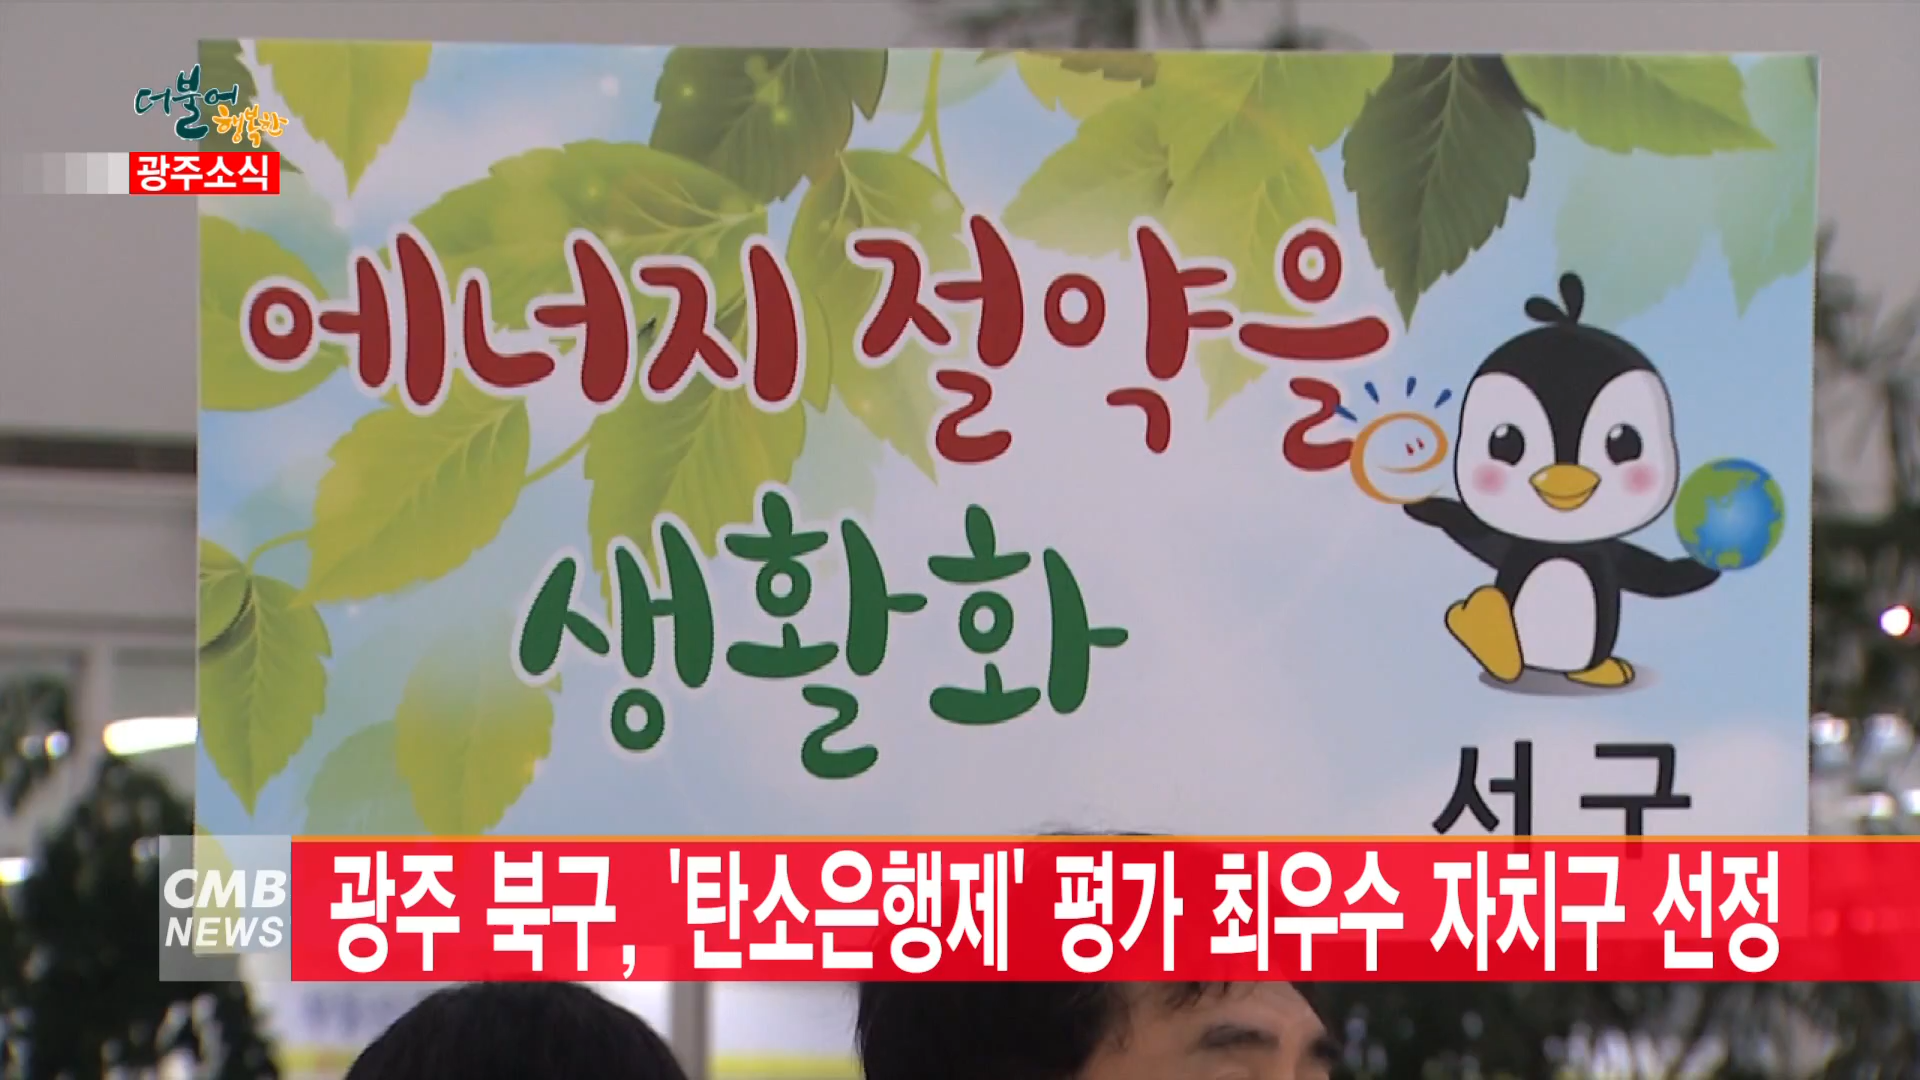 더불어
행복한
광주소식
에너지 절약을
생활화
서구
CMB
NEWS
광주 북구, '탄소은행제' 평가 최우수 자치구 선정